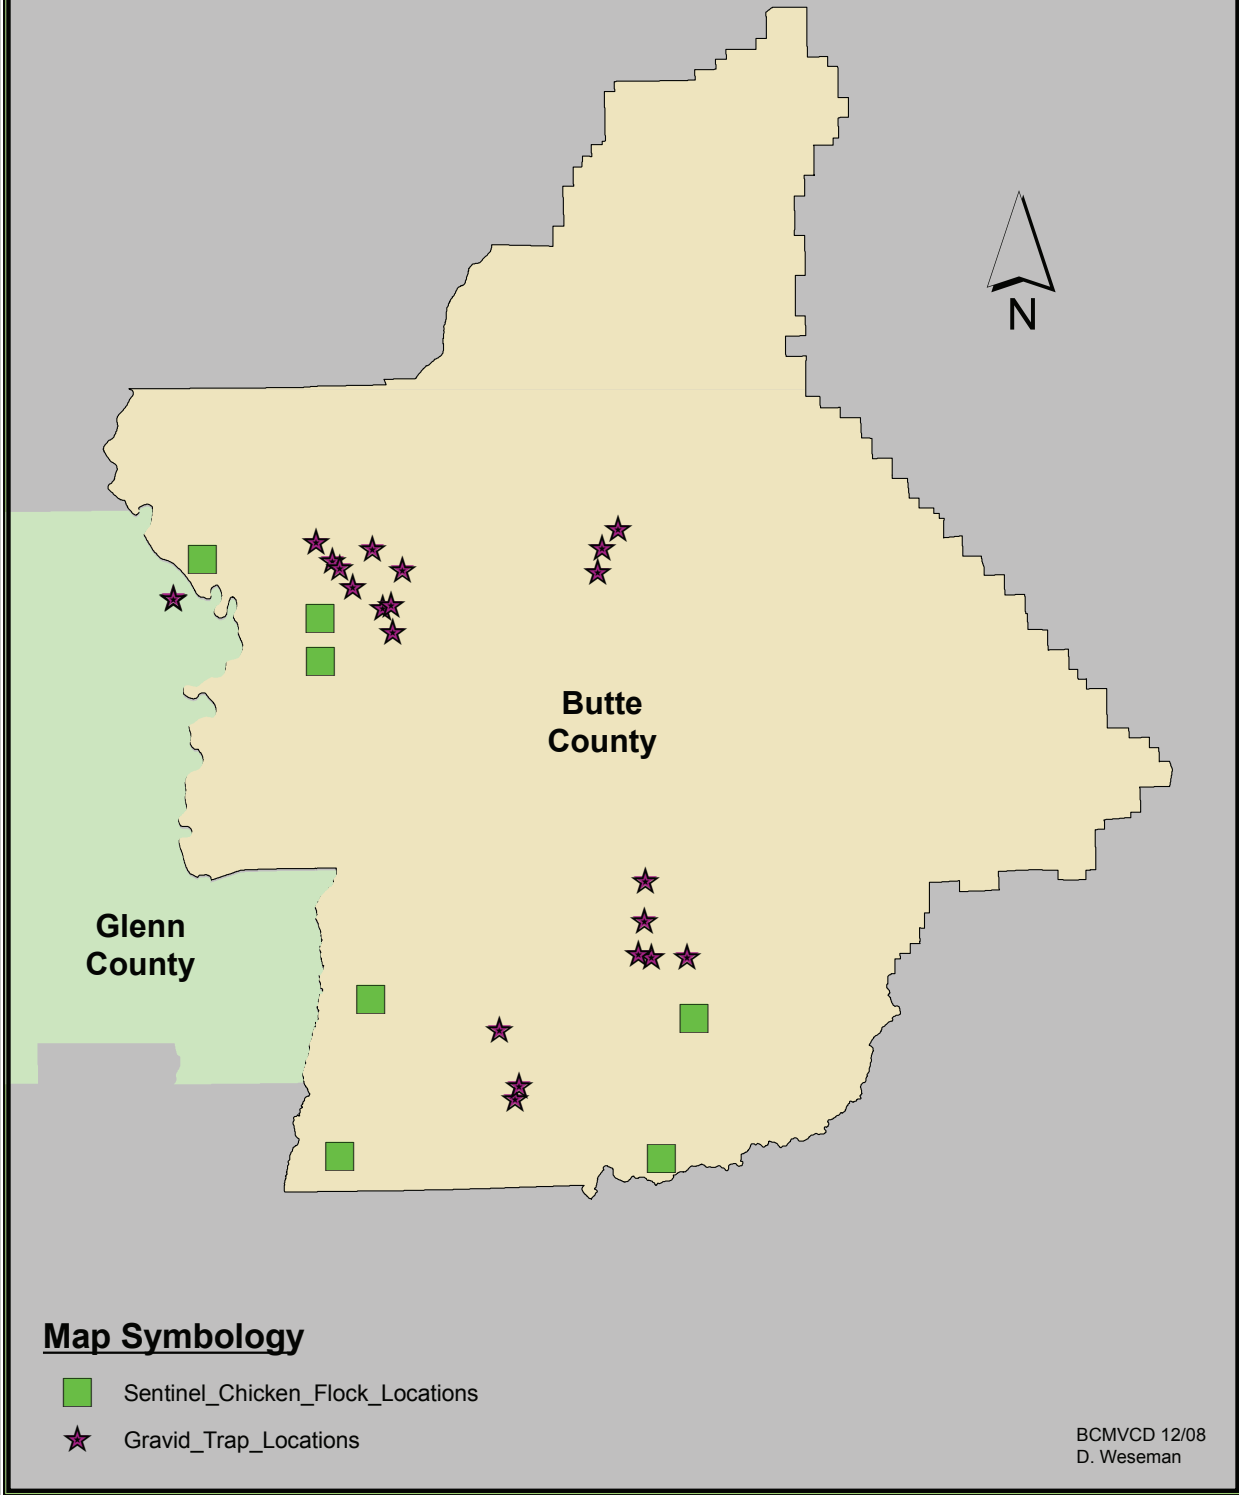 N
Butte
County
Glenn
County
Map Symbology
Sentinel_Chicken_Flock_Locations
Gravid_Trap_Locations
BCMVCD 12/08
D. Weseman